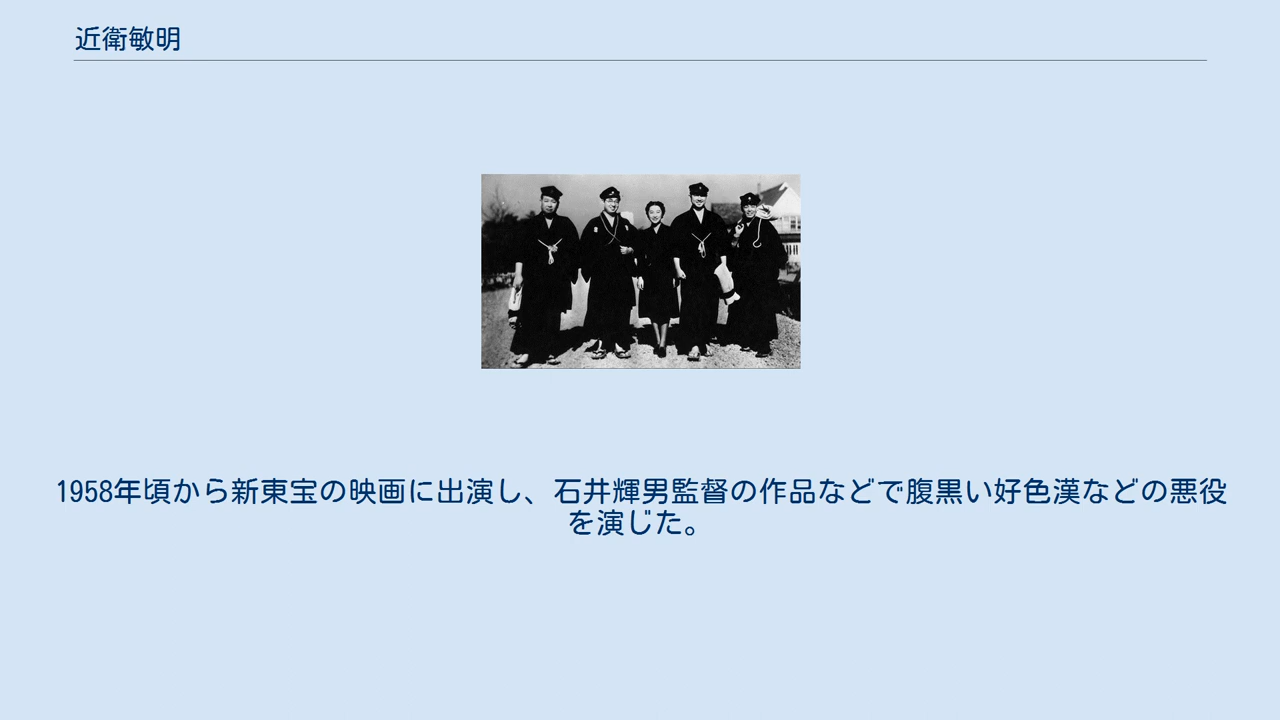 近衛敏明
1958年頃から新東宝の映画に出演し、石井輝男監督の作品などで腹黒い好色漢などの悪役
を演じた。